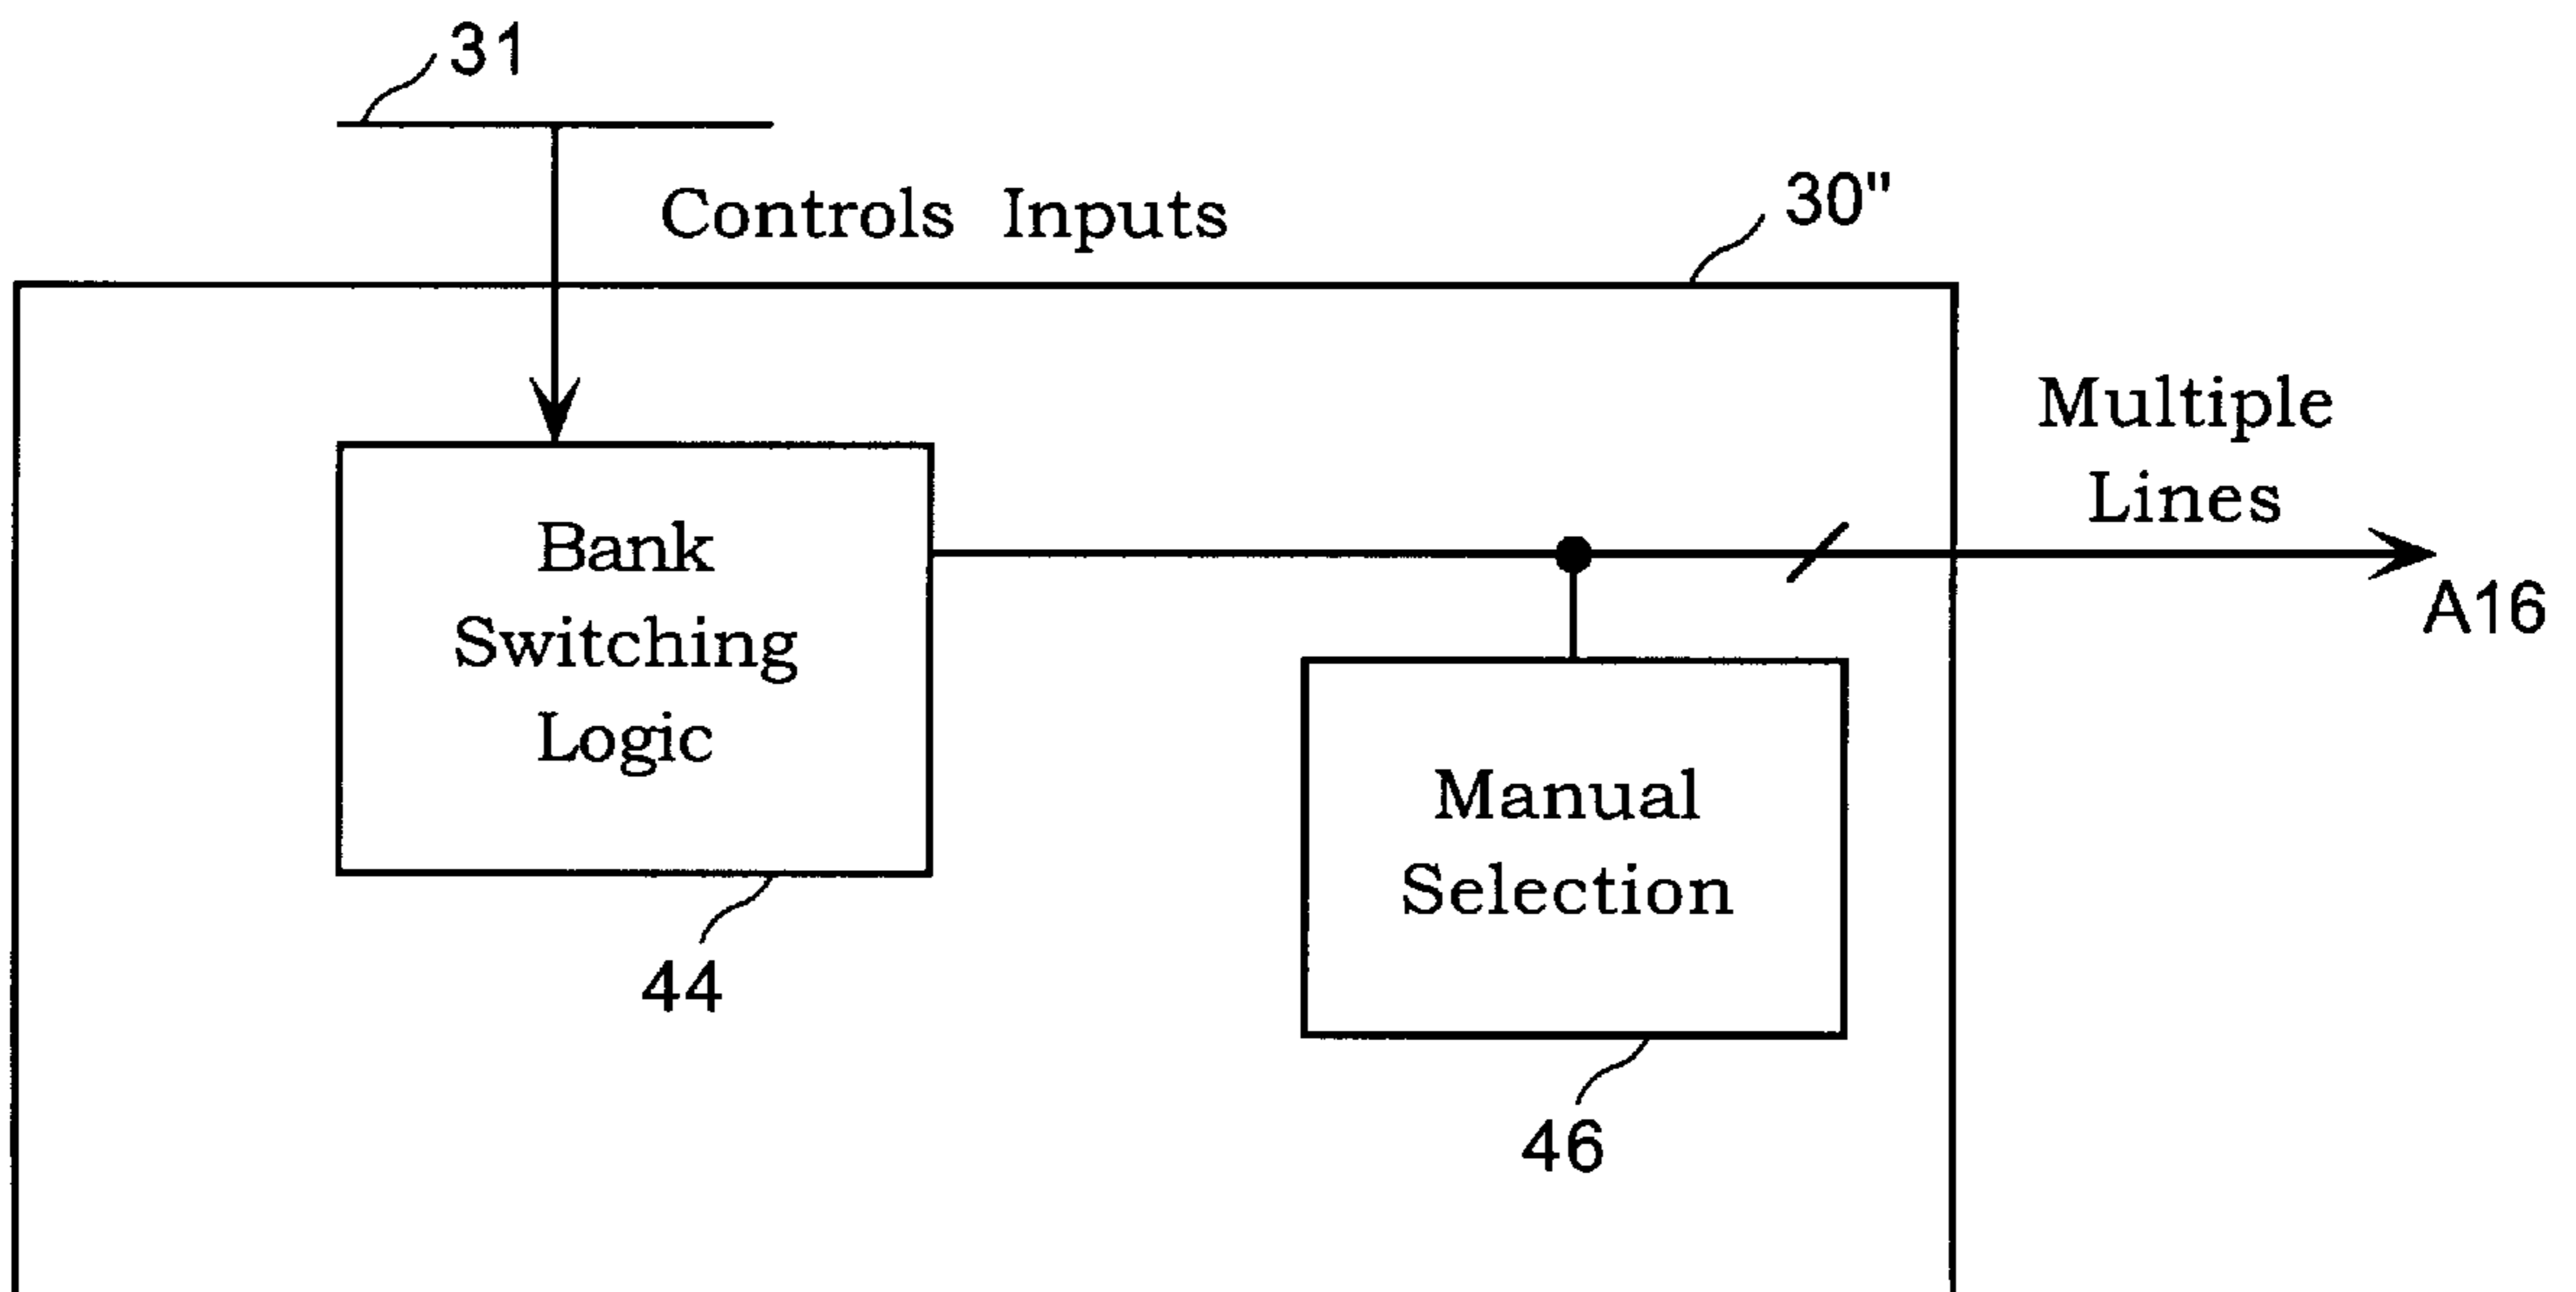 31
Controls Inputs
30"
Multiple
Lines
A16
Bank
Switching
Logic
44
Manual
Selection
46